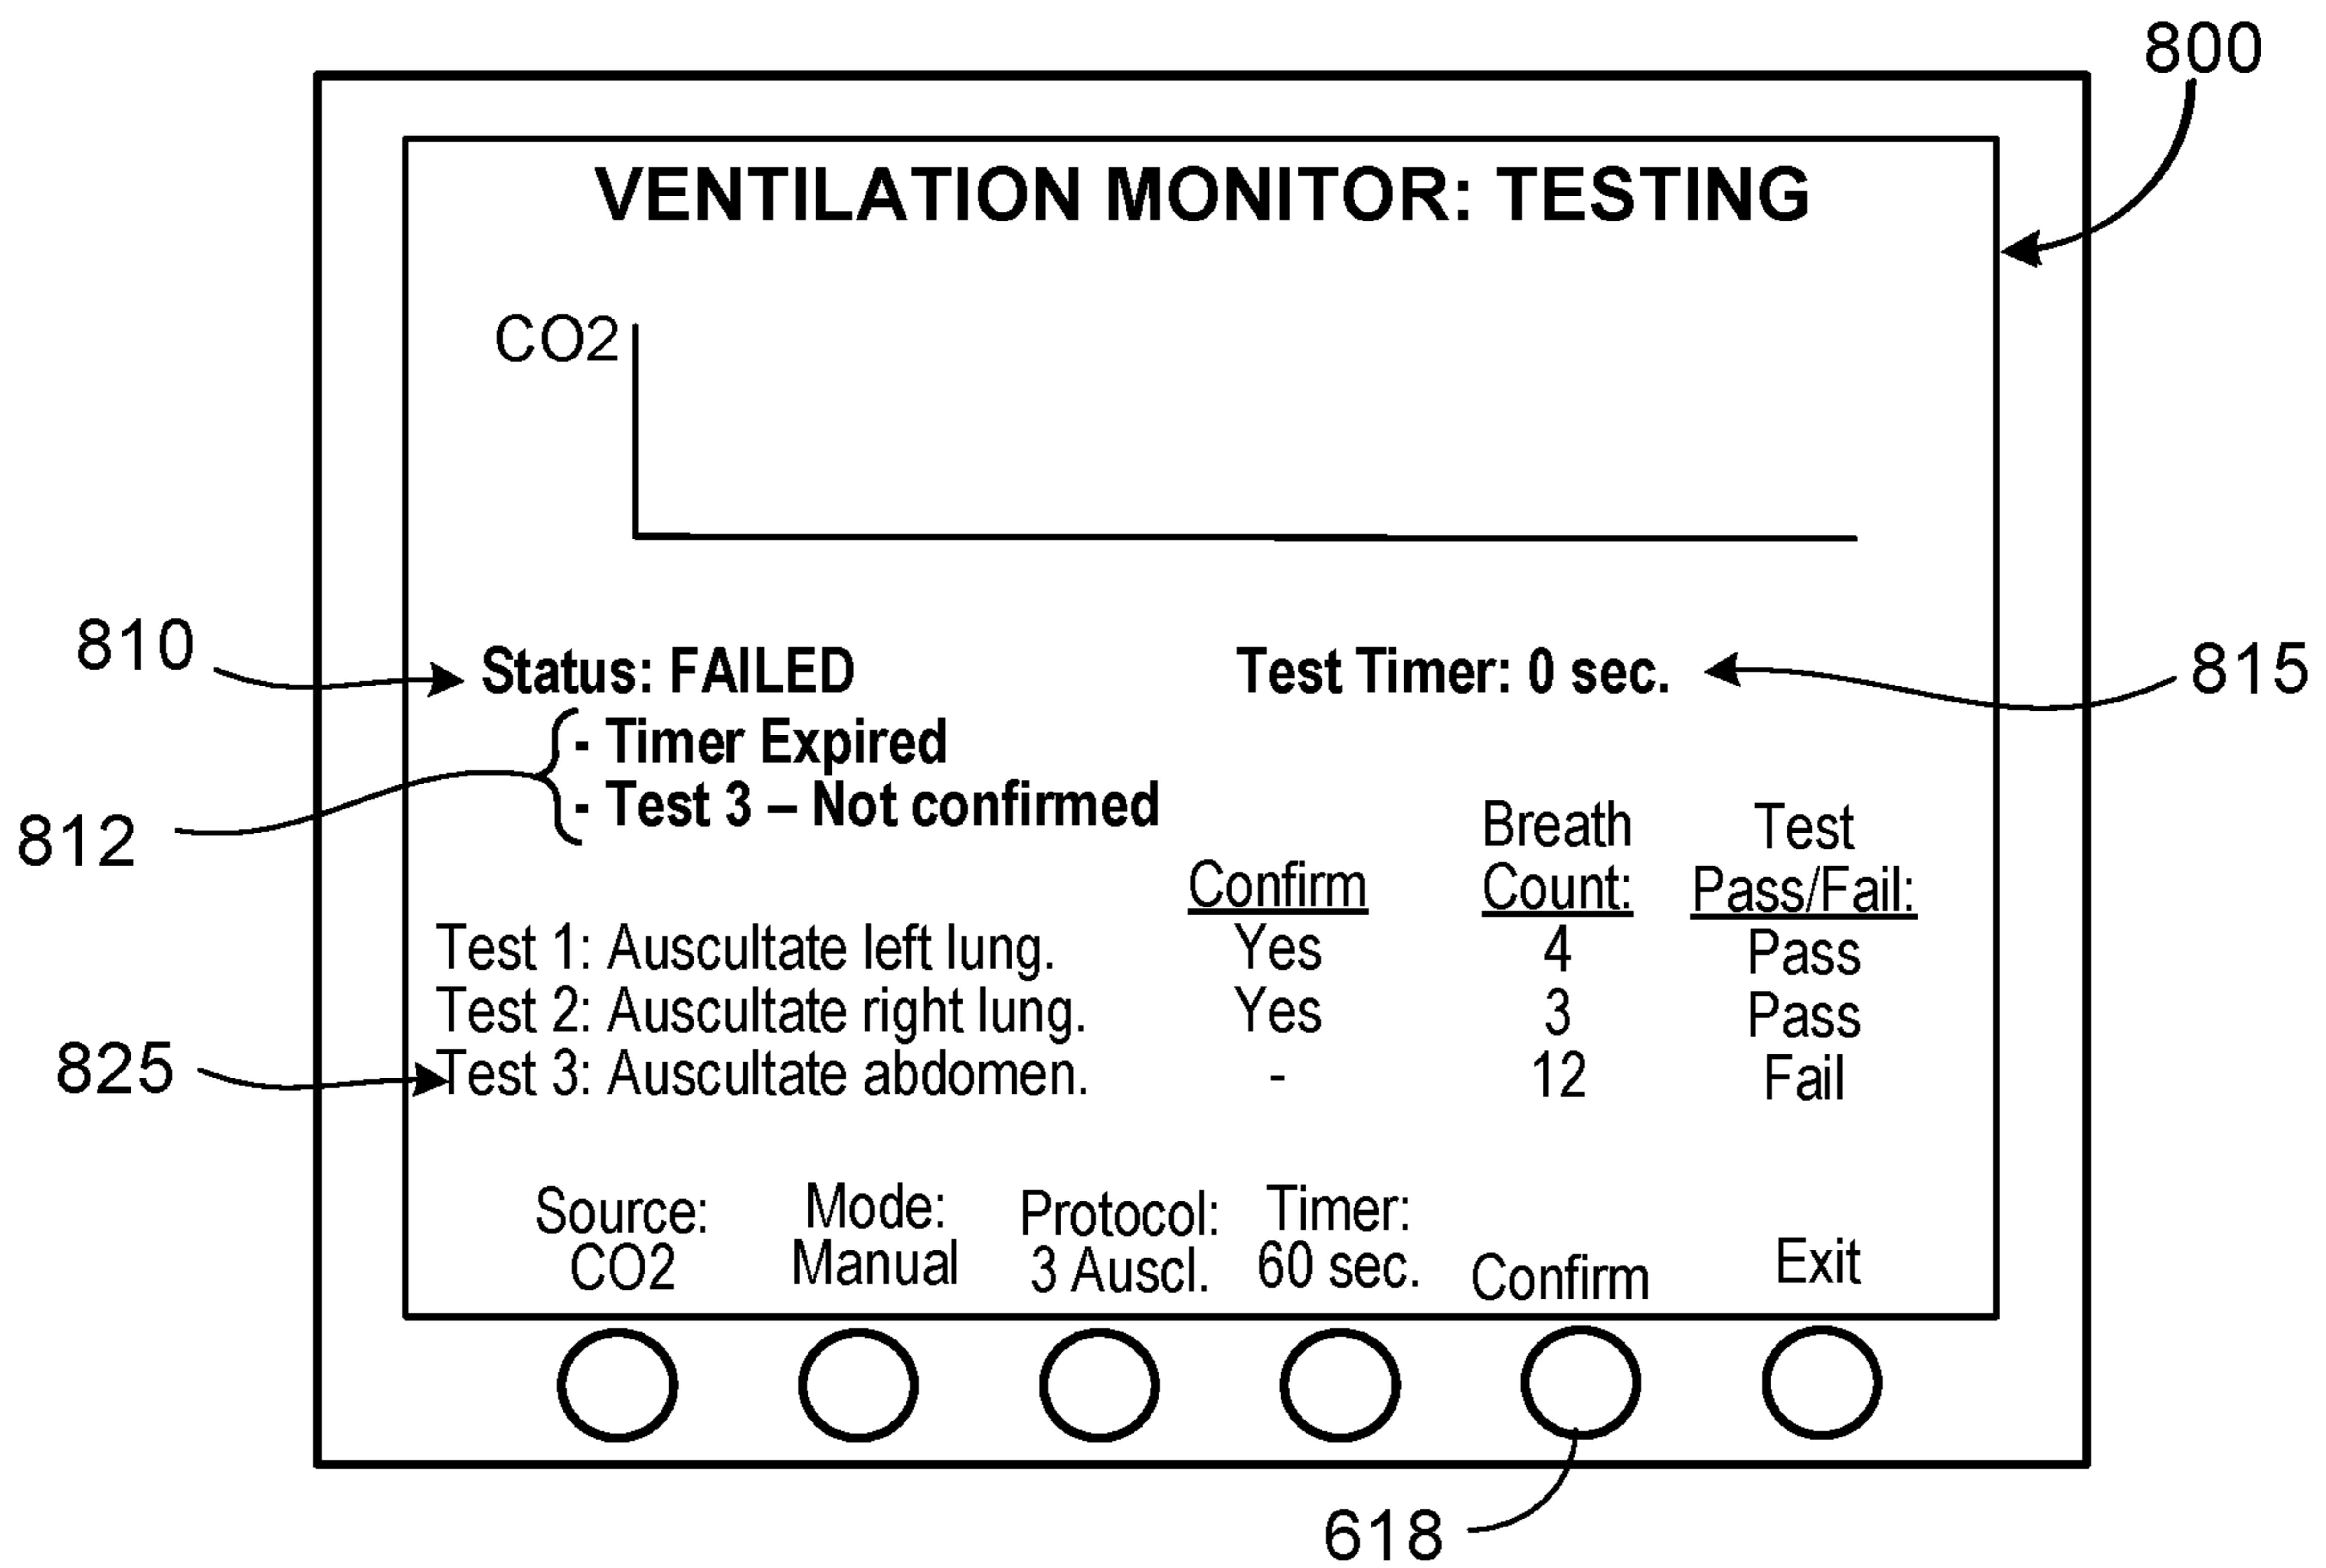 800
VENTILATION MONITOR: TESTING
CO2
810
Status: FAILED
Test Timer: 0 sec.
815
- Timer Expired
- Test 3 – Not confirmed
812
Confirm
Breath
Count:
Test
Pass/Fail:
Test 1: Auscultate left lung. Yes 4 Pass
Test 2: Auscultate right lung. Yes 3 Pass
825
Test 3: Auscultate abdomen. - 12 Fail
Source:
CO2
Mode:
Manual
Protocol:
3 Auscl.
Timer:
60 sec.
Confirm
Exit
618